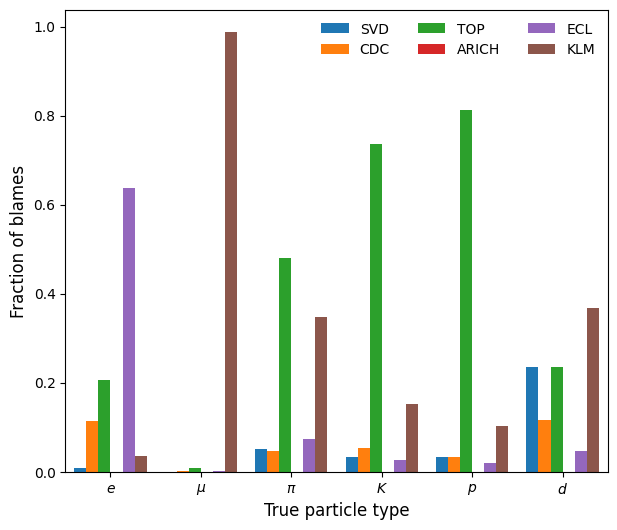 SVD TOP ECL
CDC ARICH KLM
Fraction of blames
1.0
0.8
0.6
0.4
0.2
0.0
e μ π K p d
True particle type